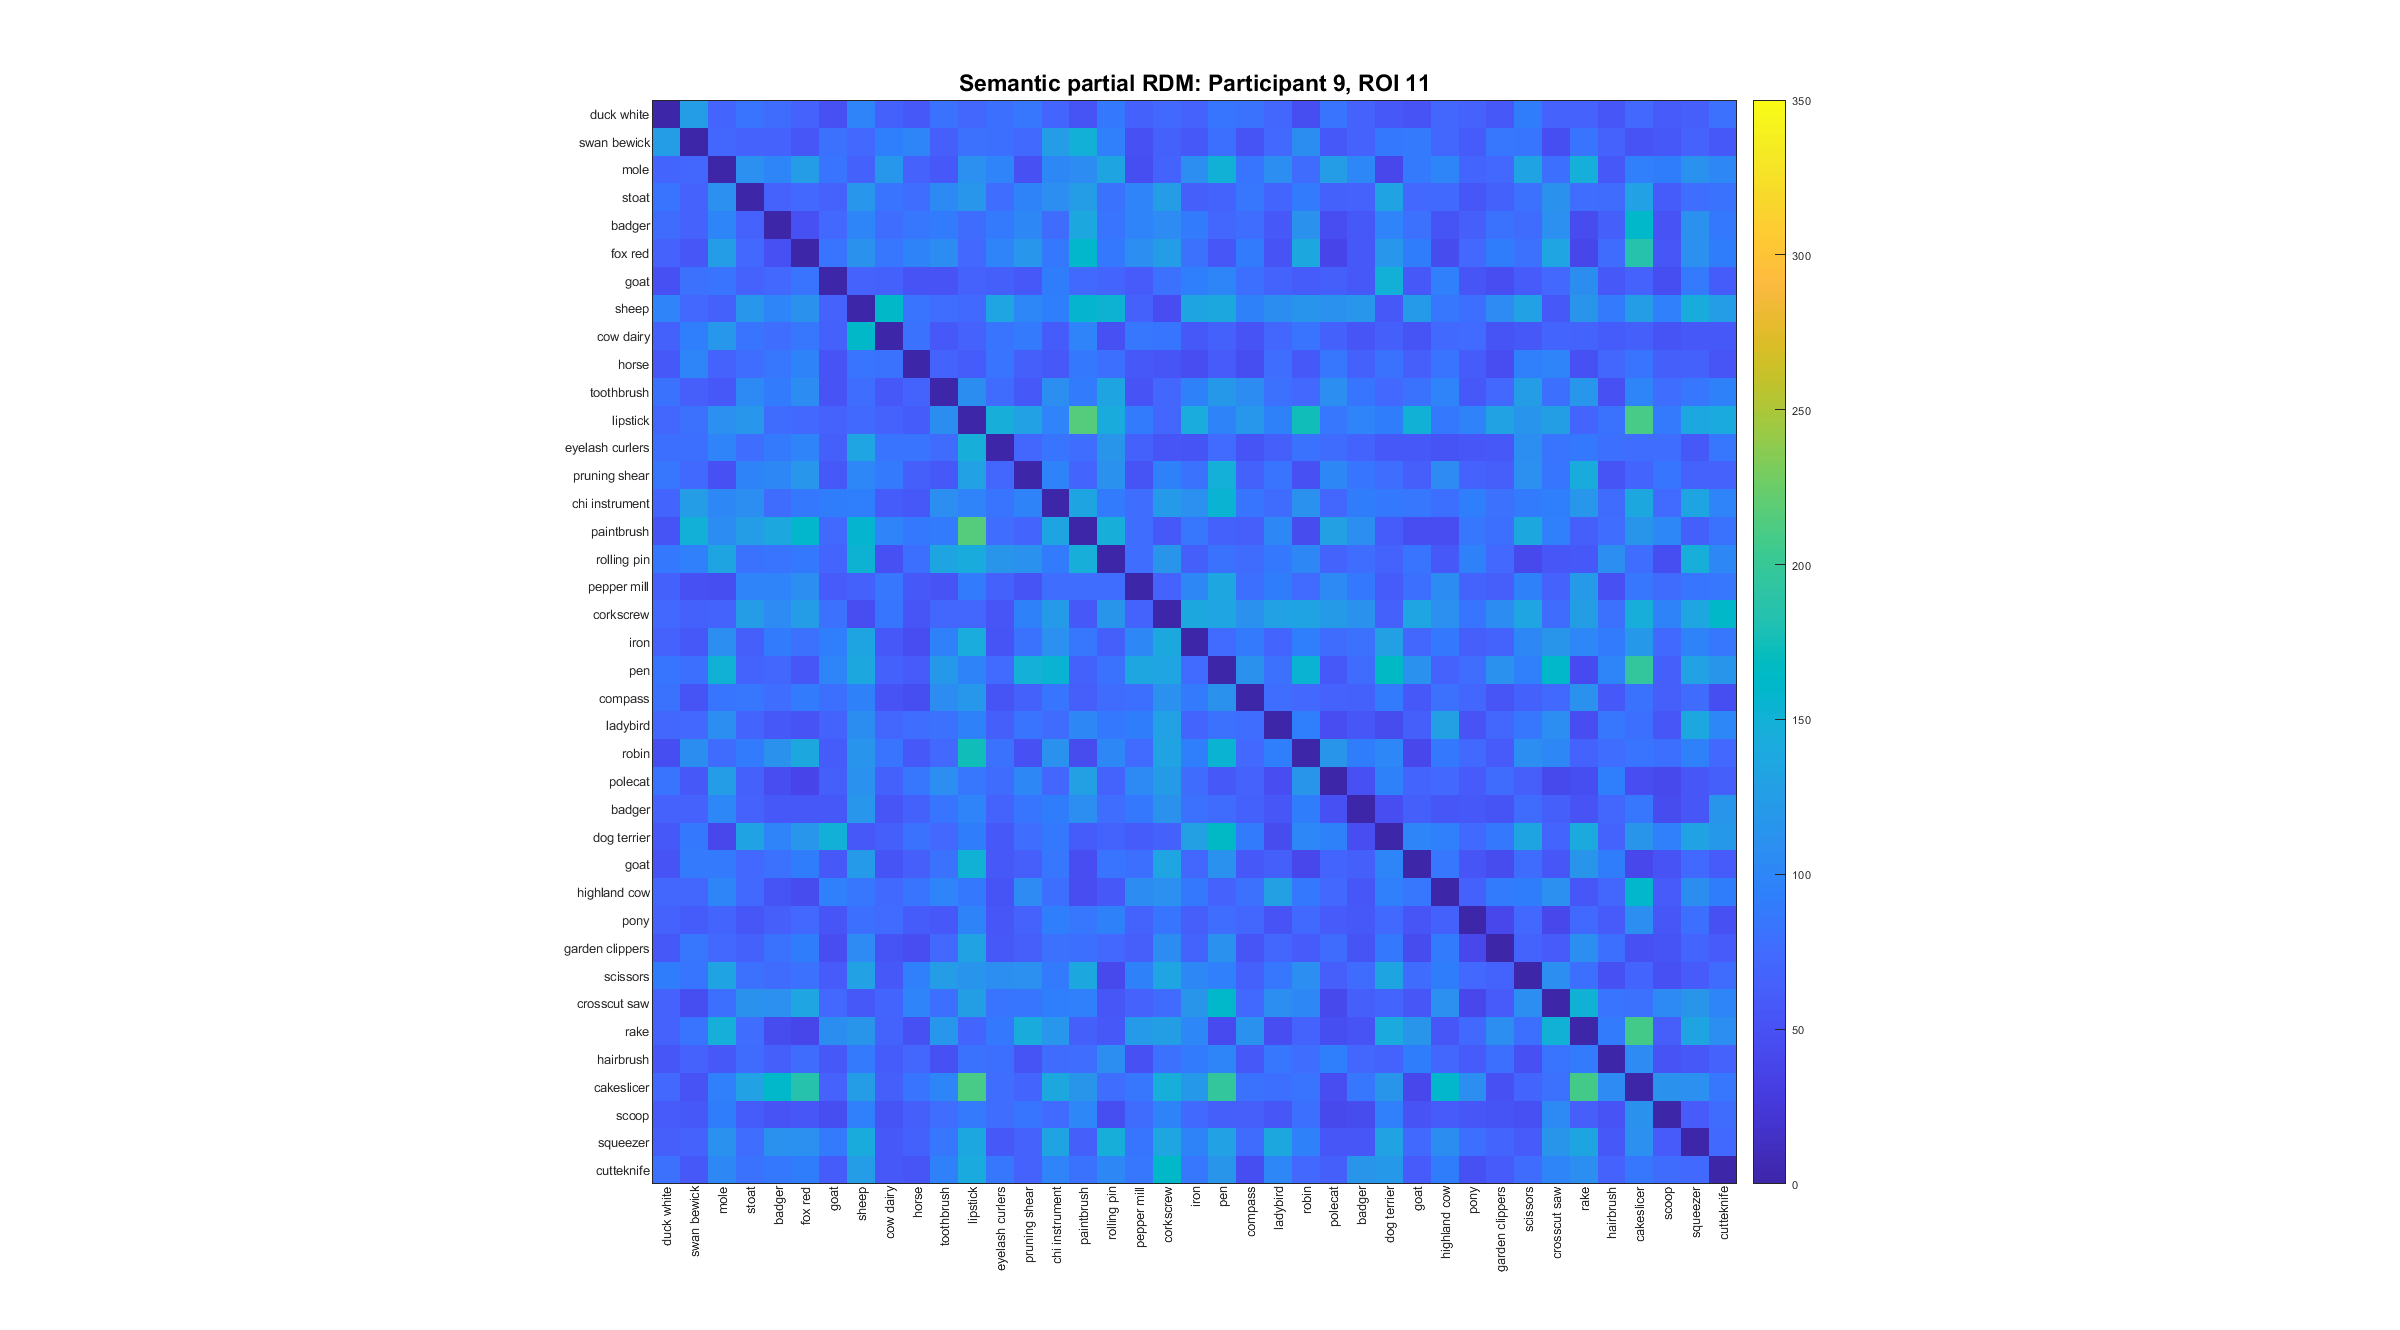 Semantic partial RDM: Participant 9, ROI 11
duck white
swan bewick
mole
stoat
badger
fox red
goat
sheep
cow dairy
horse
toothbrush
lipstick
eyelash curlers
pruning shear
chi instrument
paintbrush
rolling pin
pepper mill
corkscrew
iron
pen
compass
ladybird
robin
polecat
badger
dog terrier
goat
highland cow
pony
garden clippers
scissors
crosscut saw
rake
hairbrush
cakeslicer
scoop
squeezer
cutteknife
duck white
swan bewick
mole
stoat
badger
fox red
goat
sheep
cow dairy
horse
toothbrush
lipstick
eyelash curlers
pruning shear
chi instrument
paintbrush
rolling pin
pepper mill
corkscrew
iron
pen
compass
ladybird
robin
polecat
badger
dog terrier
goat
highland cow
pony
garden clippers
scissors
crosscut saw
rake
hairbrush
cakeslicer
scoop
squeezer
cutteknife
350
300
250
200
150
100
50
0